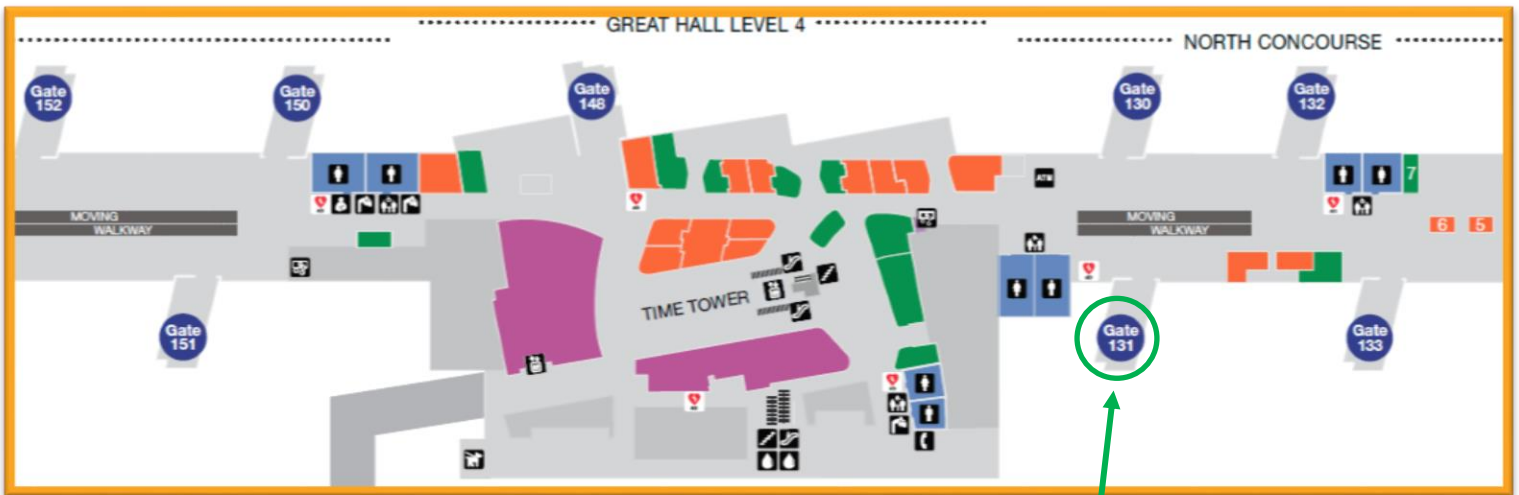 GREAT HALL LEVEL 4
NORTH CONCOURSE
Gate
152
Gate
150
Gate
148
Gate
130
Gate
132
7
ATM
MOVING
WALKWAY
MOVING
WALKWAY
6
5
TIME TOWER
Gate
151
Gate
131
Gate
133